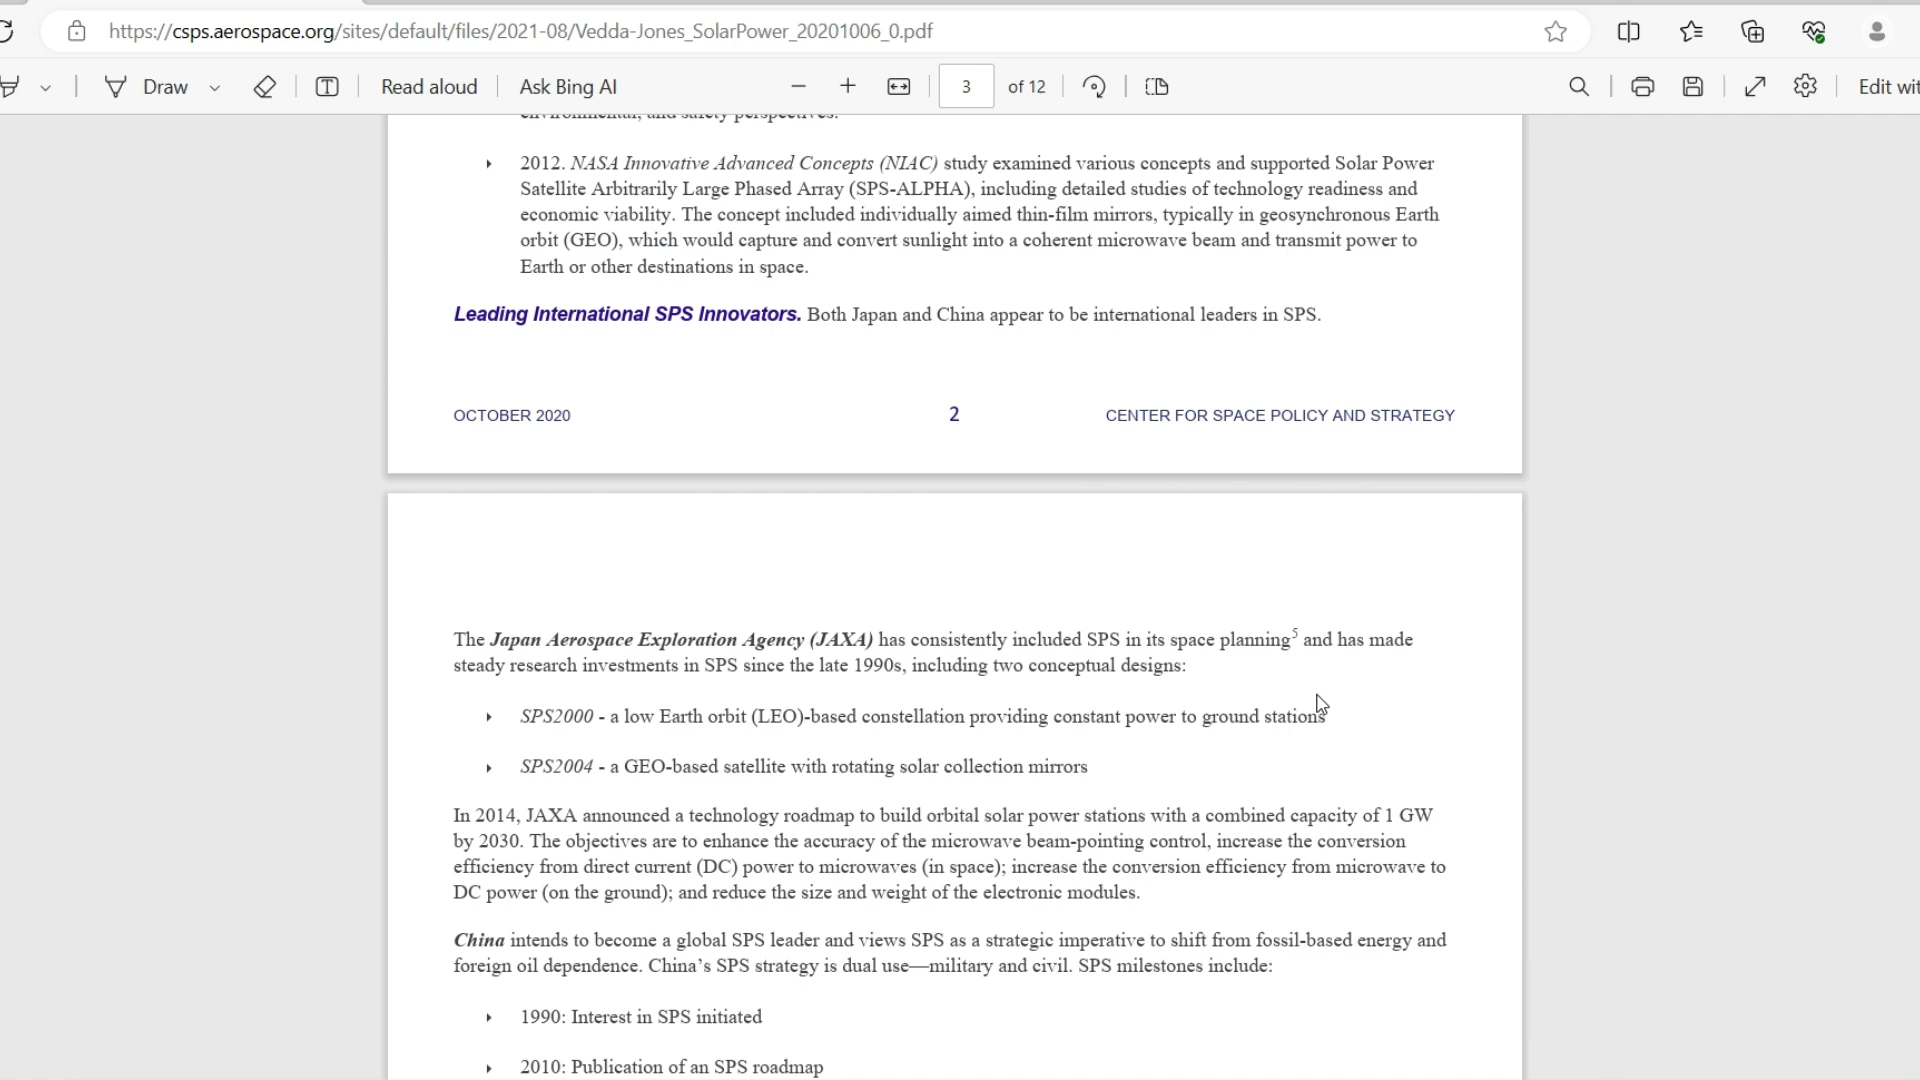 https://csps.aerospace.org/sites/default/files/2021-08/Vedda-Jones_SolarPower_20201006_0.pdf
Draw Read aloud Ask Bing AI 3 of 12 Edit wit
environmental, and safety perspectives.
2012. NASA Innovative Advanced Concepts (NIAC) study examined various concepts and supported Solar Power
Satellite Arbitrarily Large Phased Array (SPS-ALPHA), including detailed studies of technology readiness and
economic viability. The concept included individually aimed thin-film mirrors, typically in geosynchronous Earth
orbit (GEO), which would capture and convert sunlight into a coherent microwave beam and transmit power to
Earth or other destinations in space.
Leading International SPS Innovators. Both Japan and China appear to be international leaders in SPS.
OCTOBER 2020 2 CENTER FOR SPACE POLICY AND STRATEGY
The Japan Aerospace Exploration Agency (JAXA) has consistently included SPS in its space planning5 and has made
steady research investments in SPS since the late 1990s, including two conceptual designs:
SPS2000 - a low Earth orbit (LEO)-based constellation providing constant power to ground stations
SPS2004 - a GEO-based satellite with rotating solar collection mirrors
In 2014, JAXA announced a technology roadmap to build orbital solar power stations with a combined capacity of 1 GW
by 2030. The objectives are to enhance the accuracy of the microwave beam-pointing control, increase the conversion
efficiency from direct current (DC) power to microwaves (in space); increase the conversion efficiency from microwave to
DC power (on the ground); and reduce the size and weight of the electronic modules.
China intends to become a global SPS leader and views SPS as a strategic imperative to shift from fossil-based energy and
foreign oil dependence. China’s SPS strategy is dual use—military and civil. SPS milestones include:
1990: Interest in SPS initiated
2010: Publication of an SPS roadmap